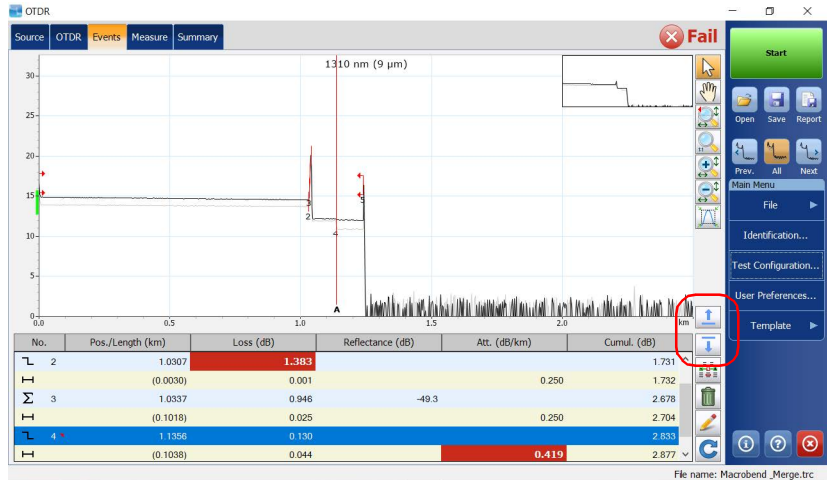 OTDR
Source OTDR Events Measure Summary Fail
1310 nm (9 µm)
30
25
20
15
10
5
0
3
2
4
5
A
0.0 0.5 1.0 1.5 2.0 km
No. Pos./Length (km) Loss (dB) Reflectance (dB) Att. (dB/km) Cumul. (dB)
2 1.0307 1.383 1.731
(0.0030) 0.001 0.250 1.732
Σ 3 1.0337 0.946 -49.3 2.678
(0.1018) 0.025 0.250 2.704
4 * 1.1356 0.130 2.833
(0.1038) 0.044 0.419 2.877
Start
Open Save Report
Prev. All Next
Main Menu
File
Identification...
Test Configuration...
User Preferences...
Template
File name: Macrobend _Merge.trc